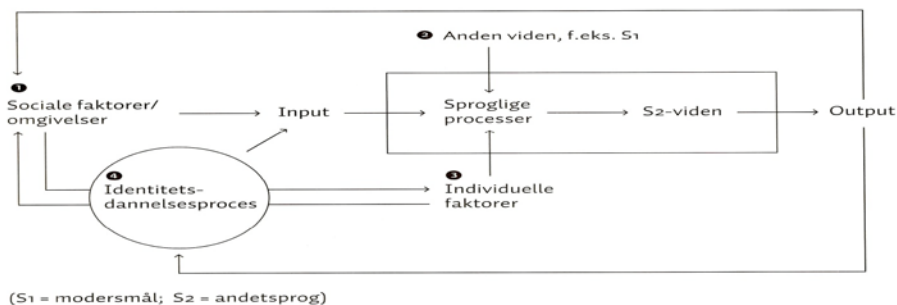 ❷ Anden viden, f.eks. S1
❶
Sociale faktorer/
omgivelser
Input
Sproglige
processer
S2-viden
Output
❹
Identitets-
dannelsesproces
❸
Individuelle
faktorer
(S1 = modersmål; S2 = andetsprog)